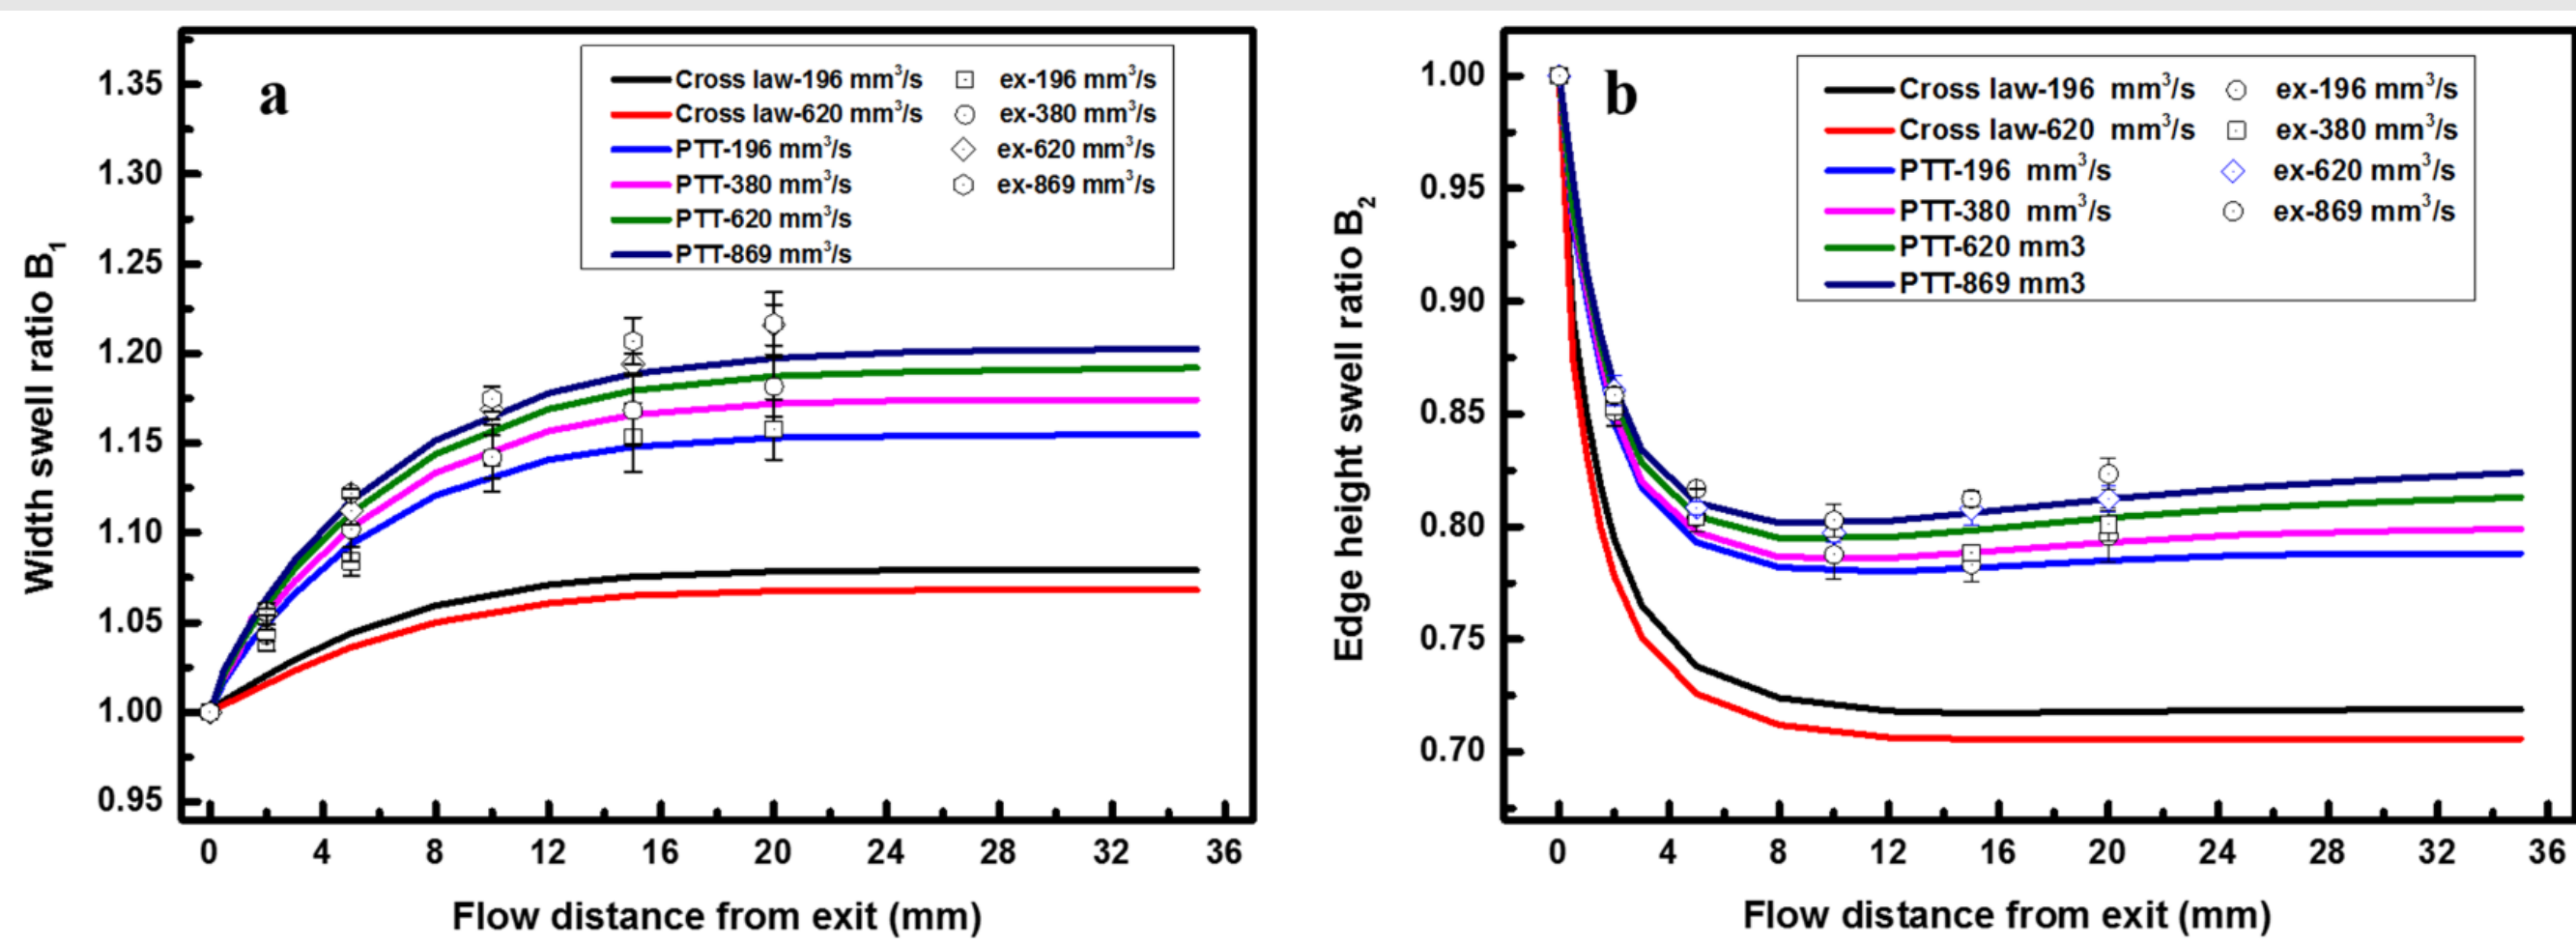 a
Cross law-196 mm³/s
Cross law-620 mm³/s
PTT-196 mm³/s
PTT-380 mm³/s
PTT-620 mm³/s
PTT-869 mm³/s
ex-196 mm³/s
ex-380 mm³/s
ex-620 mm³/s
ex-869 mm³/s
Width swell ratio B₁
1.35
1.30
1.25
1.20
1.15
1.10
1.05
1.00
0.95
0 4 8 12 16 20 24 28 32 36
Flow distance from exit (mm)
b
Cross law-196 mm³/s
Cross law-620 mm³/s
PTT-196 mm³/s
PTT-380 mm³/s
PTT-620 mm3
PTT-869 mm3
ex-196 mm³/s
ex-380 mm³/s
ex-620 mm³/s
ex-869 mm³/s
Edge height swell ratio B₂
1.00
0.95
0.90
0.85
0.80
0.75
0.70
0 4 8 12 16 20 24 28 32 36
Flow distance from exit (mm)